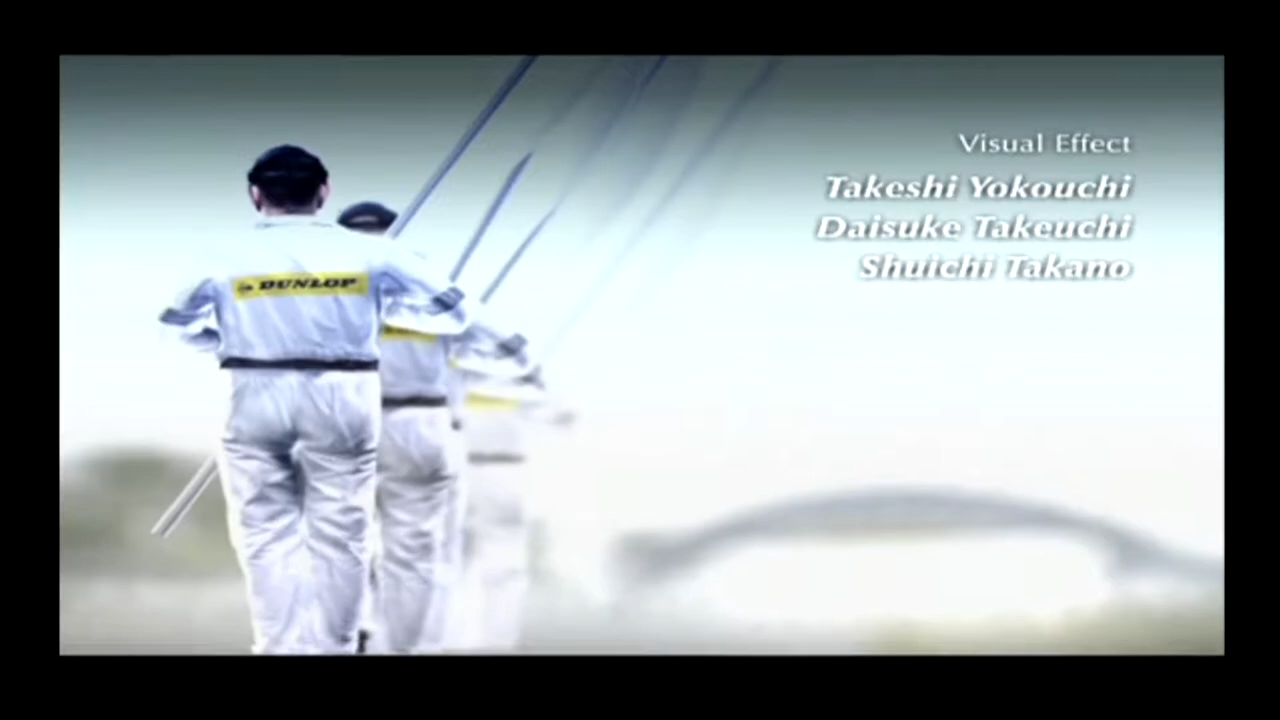 Visual Effect
Takeshi Yokouchi
Daisuke Takeuchi
Shuichi Takano
DUNLOP